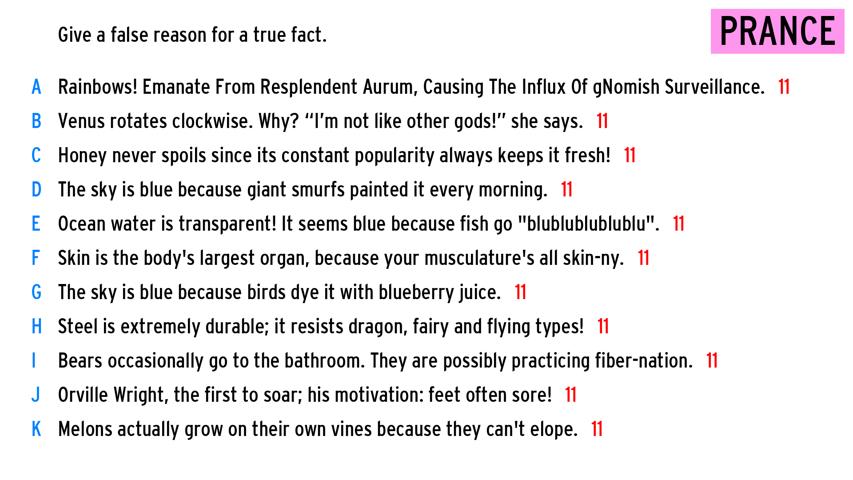 Give a false reason for a true fact.
PRANCE
A Rainbows! Emanate From Resplendent Aurum, Causing The Influx Of gNomish Surveillance. 11
B Venus rotates clockwise. Why? “I’m not like other gods!” she says. 11
C Honey never spoils since its constant popularity always keeps it fresh! 11
D The sky is blue because giant smurfs painted it every morning. 11
E Ocean water is transparent! It seems blue because fish go "blublublublublu". 11
F Skin is the body's largest organ, because your musculature's all skin-ny. 11
G The sky is blue because birds dye it with blueberry juice. 11
H Steel is extremely durable; it resists dragon, fairy and flying types! 11
I Bears occasionally go to the bathroom. They are possibly practicing fiber-nation. 11
J Orville Wright, the first to soar; his motivation: feet often sore! 11
K Melons actually grow on their own vines because they can't elope. 11